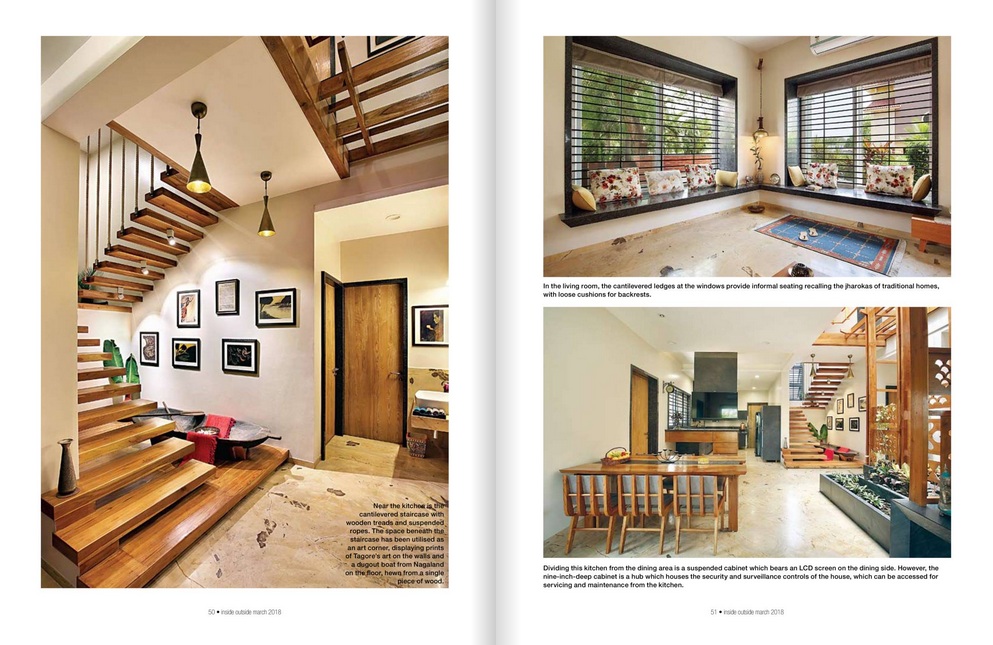 Near the kitchen is the
cantilevered staircase with
wooden treads and suspended
ropes. The space beneath the
staircase has been utilised as
an art corner, displaying prints
of Tagore's art on the walls and
a dugout boat from Nagaland
on the floor, hewn from a single
piece of wood.
50 • inside outside march 2018
In the living room, the cantilevered ledges at the windows provide informal seating recalling the jharokas of traditional homes,
with loose cushions for backrests.
Dividing this kitchen from the dining area is a suspended cabinet which bears an LCD screen on the dining side. However, the
nine-inch-deep cabinet is a hub which houses the security and surveillance controls of the house, which can be accessed for
servicing and maintenance from the kitchen.
51 • inside outside march 2018